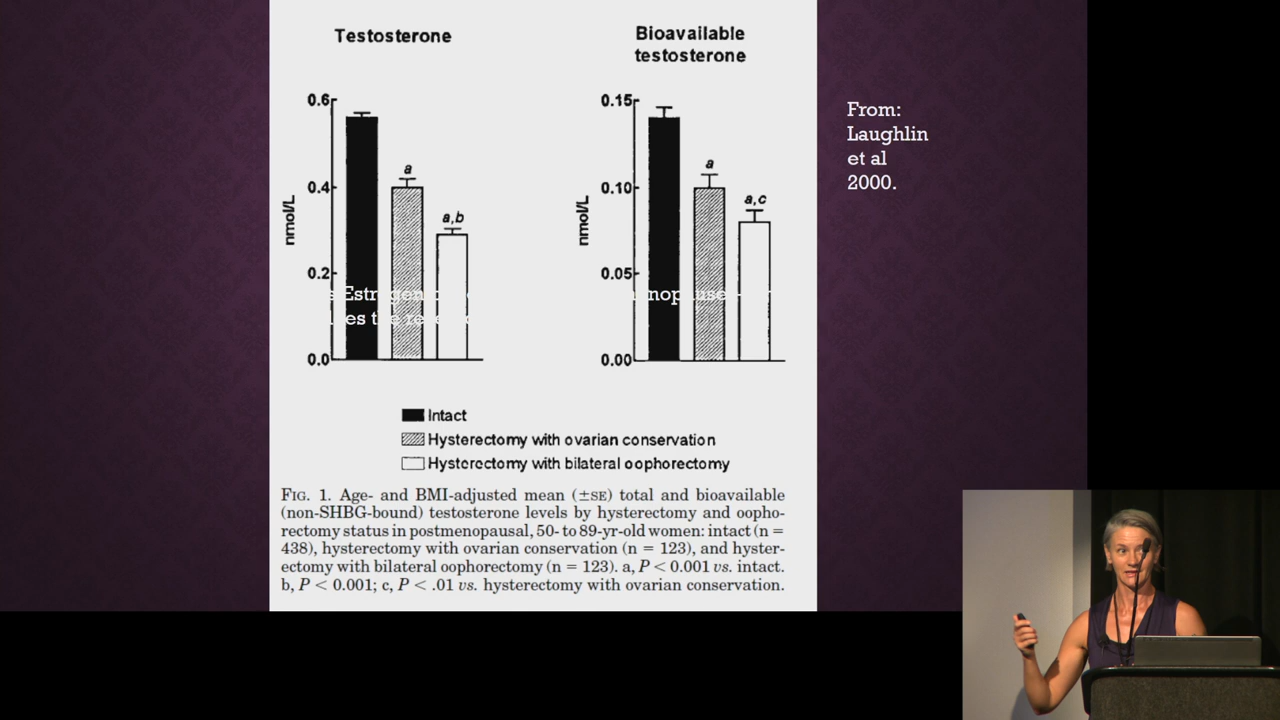 Testosterone
Bioavailable
testosterone
0.6
0.4
0.2
0.0
nmol/L
a
a,b
0.15
0.10
0.05
0.00
nmol/L
a
a,c
Intact
Hysterectomy with ovarian conservation
Hysterectomy with bilateral oophorectomy
FIG. 1. Age- and BMI-adjusted mean (±SE) total and bioavailable
(non-SHBG-bound) testosterone levels by hysterectomy and oopho-
rectomy status in postmenopausal, 50- to 89-yr-old women: intact (n =
438), hysterectomy with ovarian conservation (n = 123), and hyster-
ectomy with bilateral oophorectomy (n = 123). a, P < 0.001 vs. intact.
b, P < 0.001; c, P < .01 vs. hysterectomy with ovarian conservation.
From:
Laughlin
et al
2000.